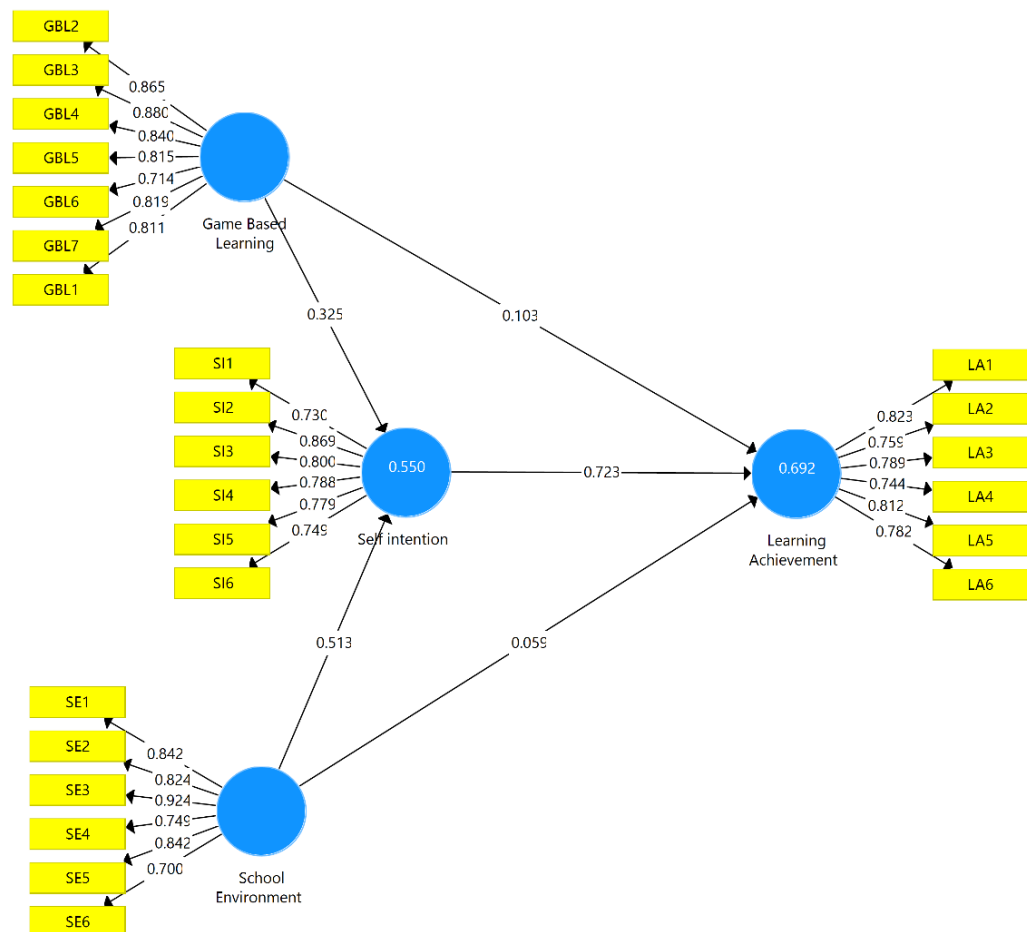 GBL2
GBL3
GBL4
GBL5
GBL6
GBL7
GBL1
0.865
0.880
0.840
0.815
0.714
0.819
0.811
Game Based
Learning
0.325
0.103
SI1
SI2
SI3
SI4
SI5
SI6
0.730
0.869
0.800
0.788
0.779
0.749
0.550
Self intention
0.723
0.692
Learning
Achievement
0.823
0.759
0.789
0.744
0.812
0.782
LA1
LA2
LA3
LA4
LA5
LA6
0.513
0.059
SE1
SE2
SE3
SE4
SE5
SE6
0.842
0.824
0.924
0.749
0.842
0.700
School
Environment